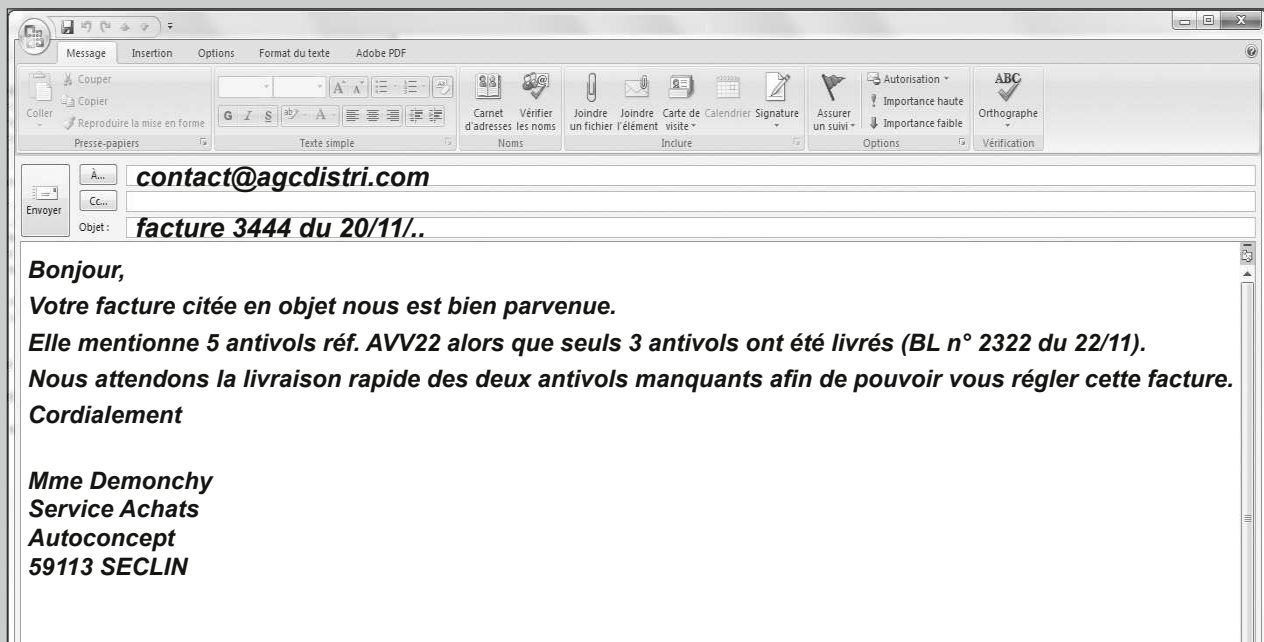 Message Insertion Options Format du texte Adobe PDF
Coller
Couper
Copier
Reproduire la mise en forme
Presse-papiers
G I S ab A
Texte simple
Carnet d'adresses
Vérifier les noms
Noms
Joindre un fichier
Joindre l'élément
Carte de visite
Calendrier
Signature
Inclure
Assurer un suivi
Autorisation
Importance haute
Importance faible
Options
ABC
Orthographe
Vérification
Envoyer
À... contact@agcdistri.com
Cc...
Objet : facture 3444 du 20/11/..
Bonjour,
Votre facture citée en objet nous est bien parvenue.
Elle mentionne 5 antivols réf. AVV22 alors que seuls 3 antivols ont été livrés (BL n° 2322 du 22/11).
Nous attendons la livraison rapide des deux antivols manquants afin de pouvoir vous régler cette facture.
Cordialement
Mme Demonchy
Service Achats
Autoconcept
59113 SECLIN